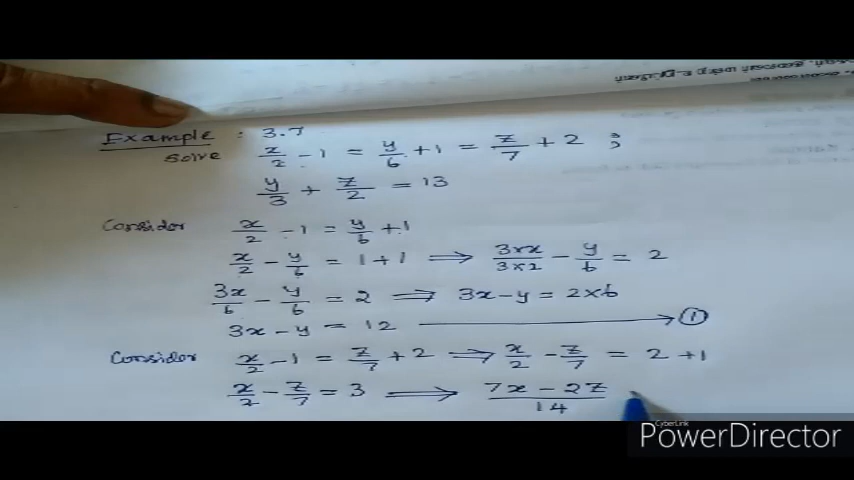 Example : 3.7
Solve x/2 - 1 = y/6 + 1 = z/7 + 2 ;
y/3 + z/2 = 13
Consider x/2 - 1 = y/6 + 1
x/2 - y/6 = 1 + 1 ⟹ 3×x/3×2 - y/6 = 2
3x/6 - y/6 = 2 ⟹ 3x - y = 2×6
3x - y = 12 ⟶ ①
Consider x/2 - 1 = z/7 + 2 ⟹ x/2 - z/7 = 2 + 1
x/2 - z/7 = 3 ⟹ 7x - 2z/14
CyberLink
PowerDirector